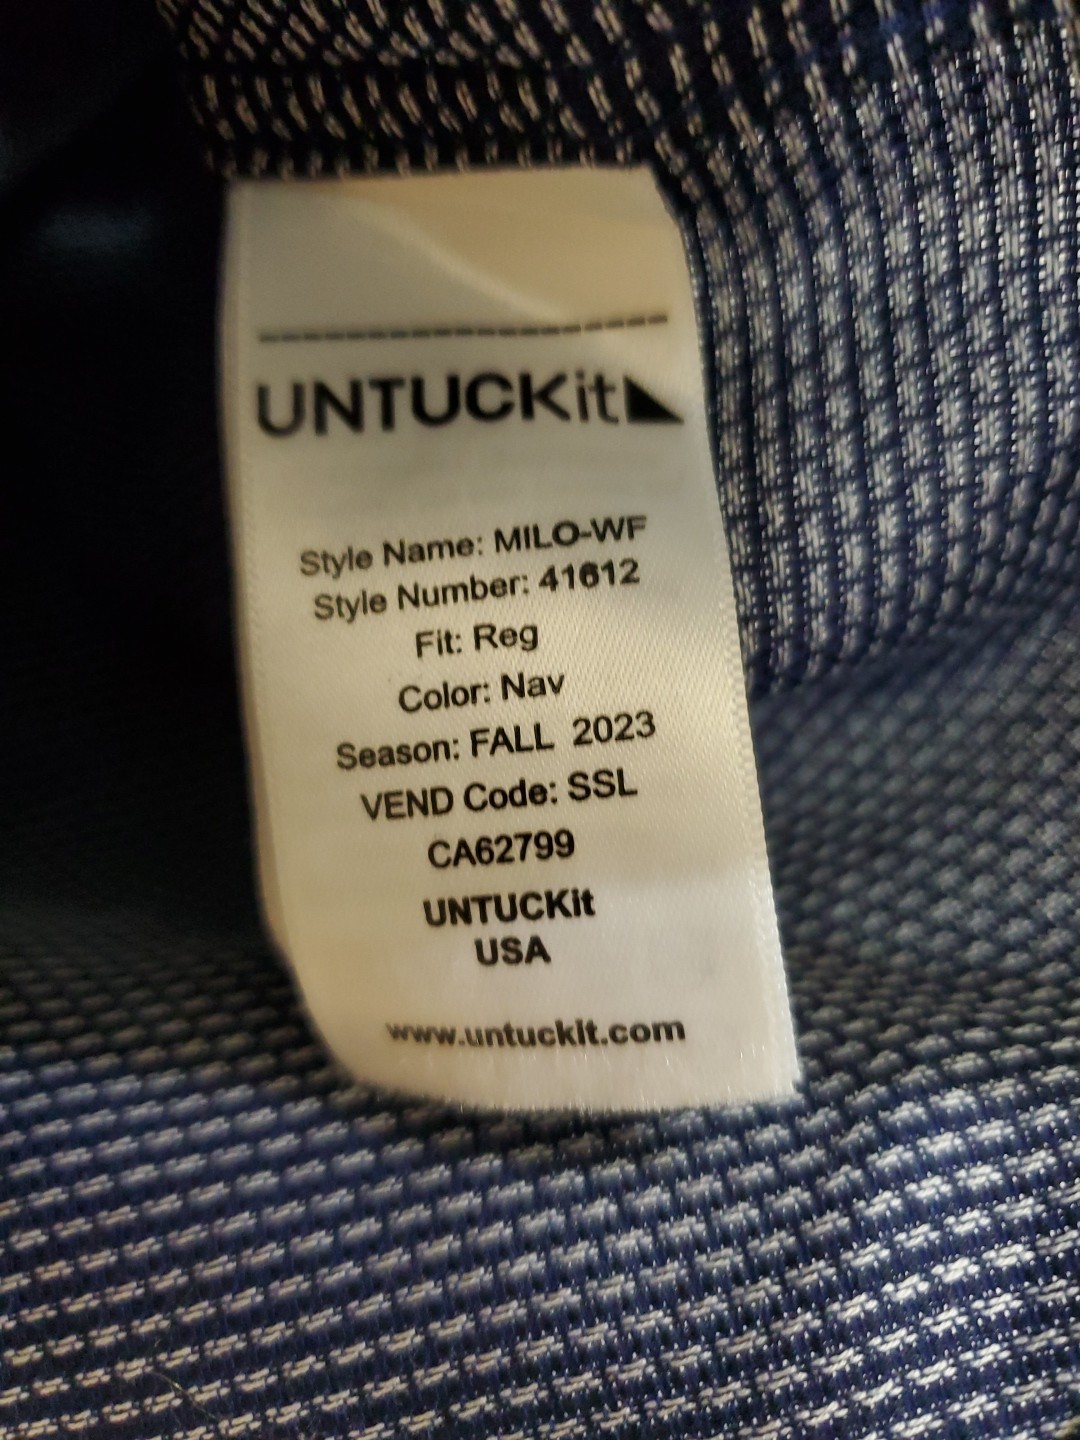 UNTUCKit
Style Name: MILO-WF
Style Number: 41612
Fit: Reg
Color: Nav
Season: FALL 2023
VEND Code: SSL
CA62799
UNTUCKit
USA
www.untuckit.com